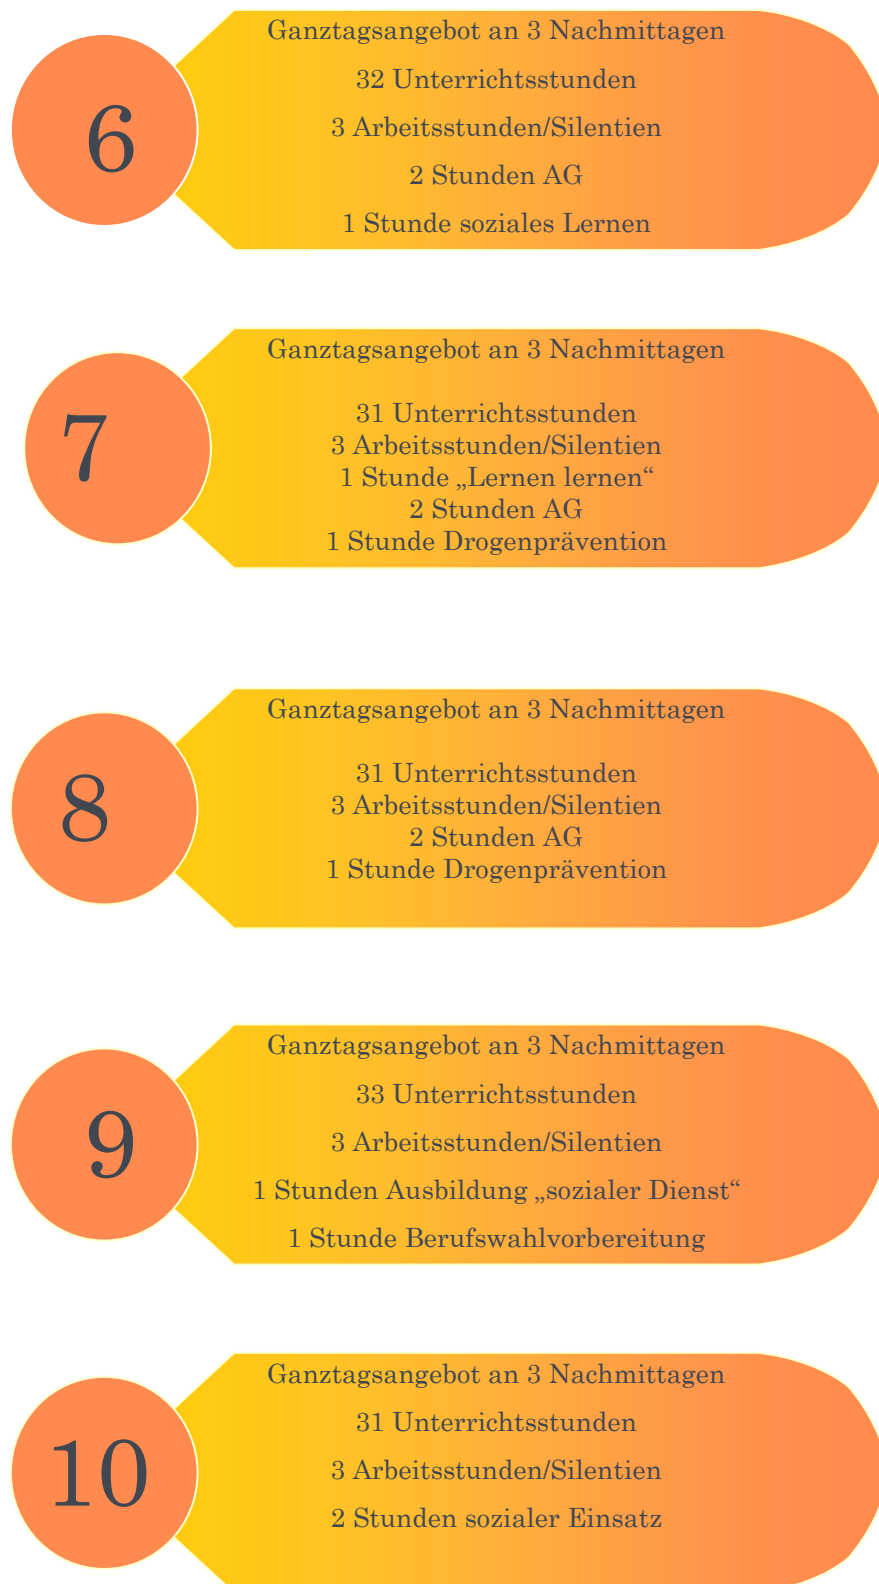 6
Ganztagsangebot an 3 Nachmittagen
32 Unterrichtsstunden
3 Arbeitsstunden/Silentien
2 Stunden AG
1 Stunde soziales Lernen
7
Ganztagsangebot an 3 Nachmittagen
31 Unterrichtsstunden
3 Arbeitsstunden/Silentien
1 Stunde „Lernen lernen“
2 Stunden AG
1 Stunde Drogenprävention
8
Ganztagsangebot an 3 Nachmittagen
31 Unterrichtsstunden
3 Arbeitsstunden/Silentien
2 Stunden AG
1 Stunde Drogenprävention
9
Ganztagsangebot an 3 Nachmittagen
33 Unterrichtsstunden
3 Arbeitsstunden/Silentien
1 Stunden Ausbildung „sozialer Dienst“
1 Stunde Berufswahlvorbereitung
10
Ganztagsangebot an 3 Nachmittagen
31 Unterrichtsstunden
3 Arbeitsstunden/Silentien
2 Stunden sozialer Einsatz